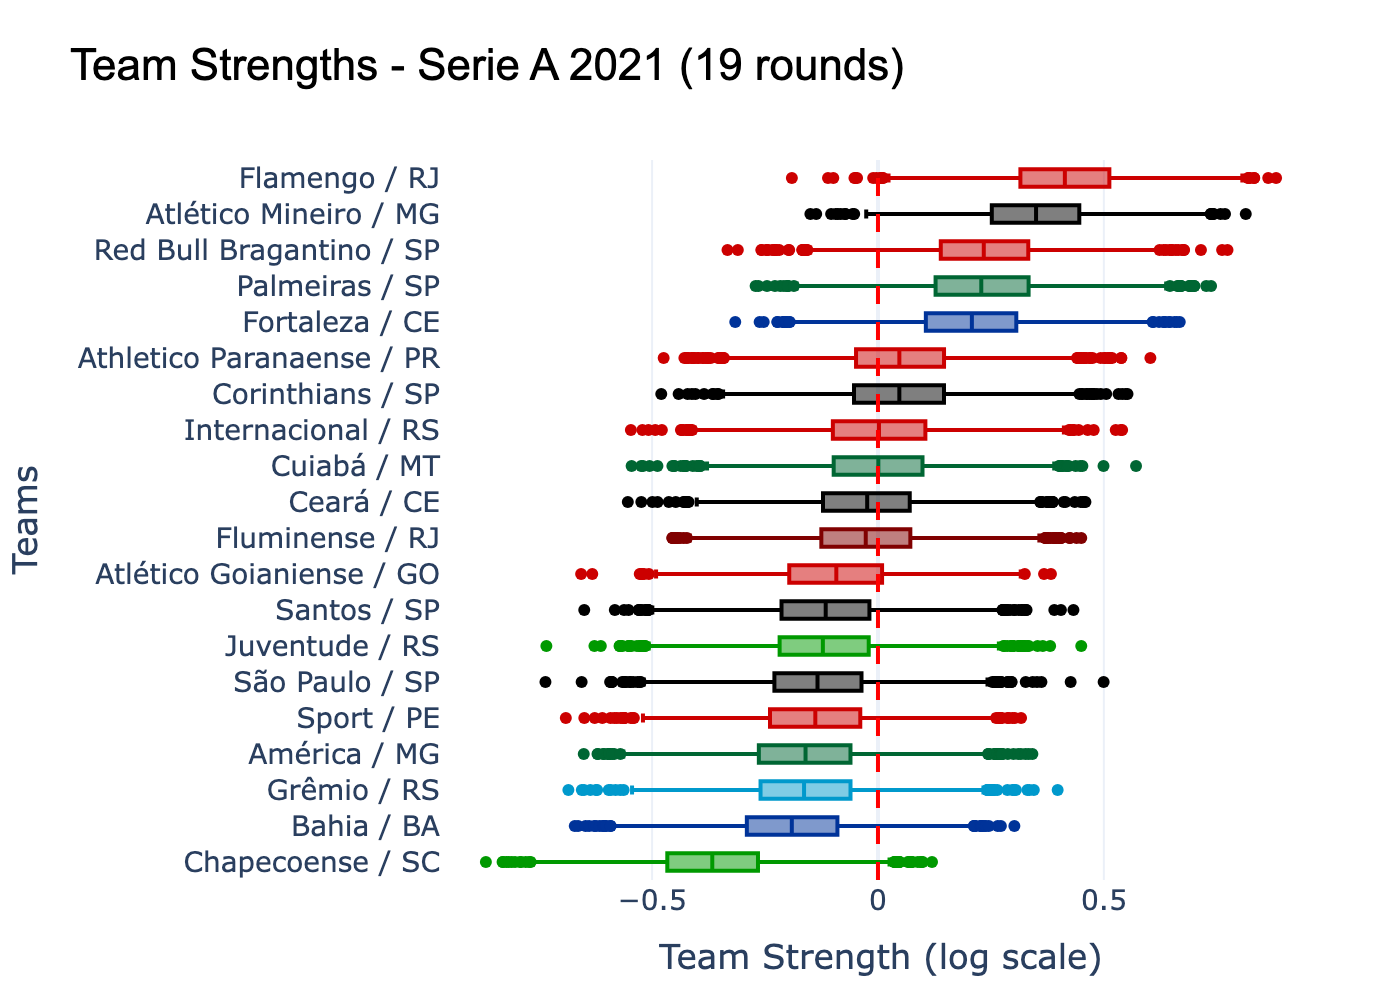 Team Strengths - Serie A 2021 (19 rounds)
Teams
Flamengo / RJ
Atlético Mineiro / MG
Red Bull Bragantino / SP
Palmeiras / SP
Fortaleza / CE
Athletico Paranaense / PR
Corinthians / SP
Internacional / RS
Cuiabá / MT
Ceará / CE
Fluminense / RJ
Atlético Goianiense / GO
Santos / SP
Juventude / RS
São Paulo / SP
Sport / PE
América / MG
Grêmio / RS
Bahia / BA
Chapecoense / SC
−0.5 0 0.5
Team Strength (log scale)